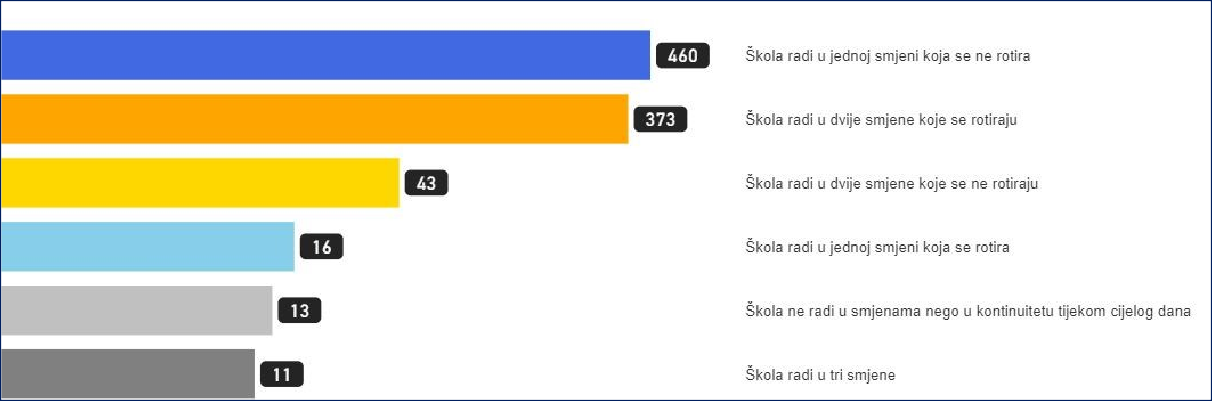 460 Škola radi u jednoj smjeni koja se ne rotira
373 Škola radi u dvije smjene koje se rotiraju
43 Škola radi u dvije smjene koje se ne rotiraju
16 Škola radi u jednoj smjeni koja se rotira
13 Škola ne radi u smjenama nego u kontinuitetu tijekom cijelog dana
11 Škola radi u tri smjene